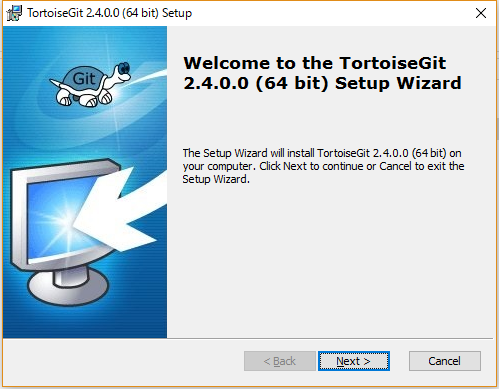 TortoiseGit 2.4.0.0 (64 bit) Setup
Git
Welcome to the TortoiseGit
2.4.0.0 (64 bit) Setup Wizard
The Setup Wizard will install TortoiseGit 2.4.0.0 (64 bit) on
your computer. Click Next to continue or Cancel to exit the
Setup Wizard.
< Back
Next >
Cancel